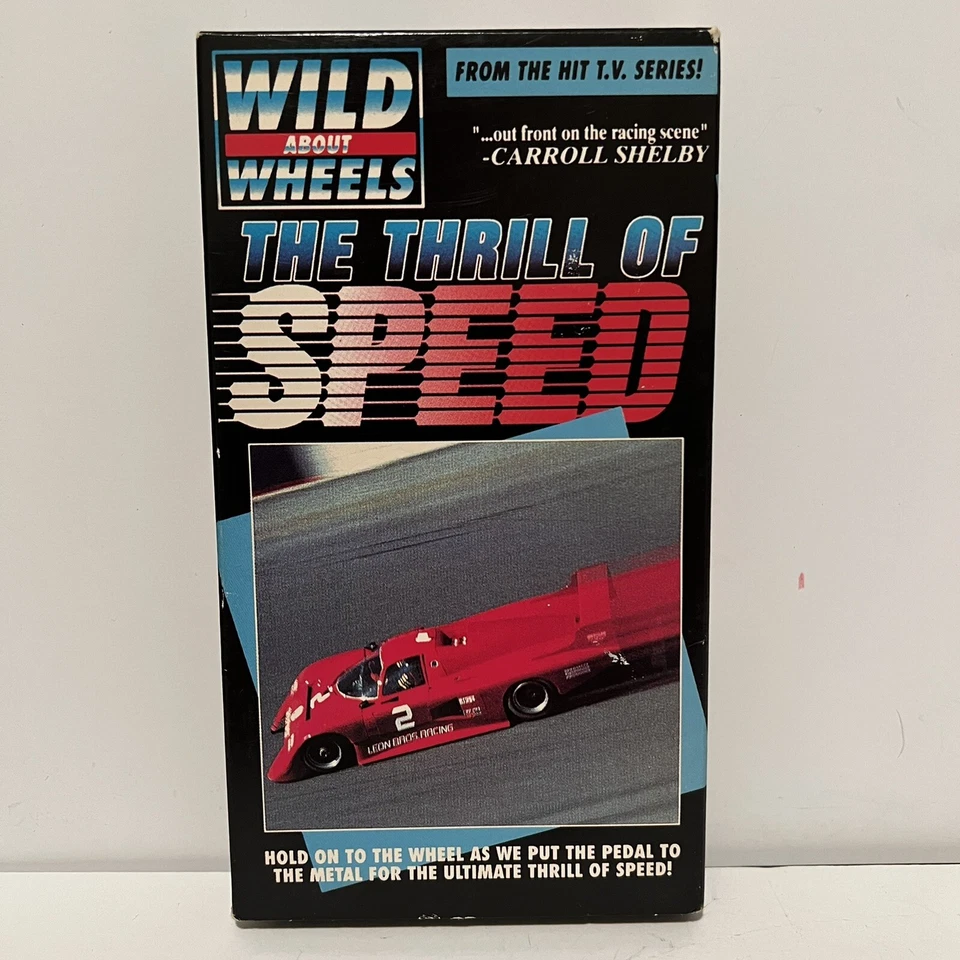 WILD
ABOUT
WHEELS
FROM THE HIT T.V. SERIES!
"...out front on the racing scene"
-CARROLL SHELBY
THE THRILL OF
SPEED
2
LEON BROS. RACING
HOLD ON TO THE WHEEL AS WE PUT THE PEDAL TO
THE METAL FOR THE ULTIMATE THRILL OF SPEED!